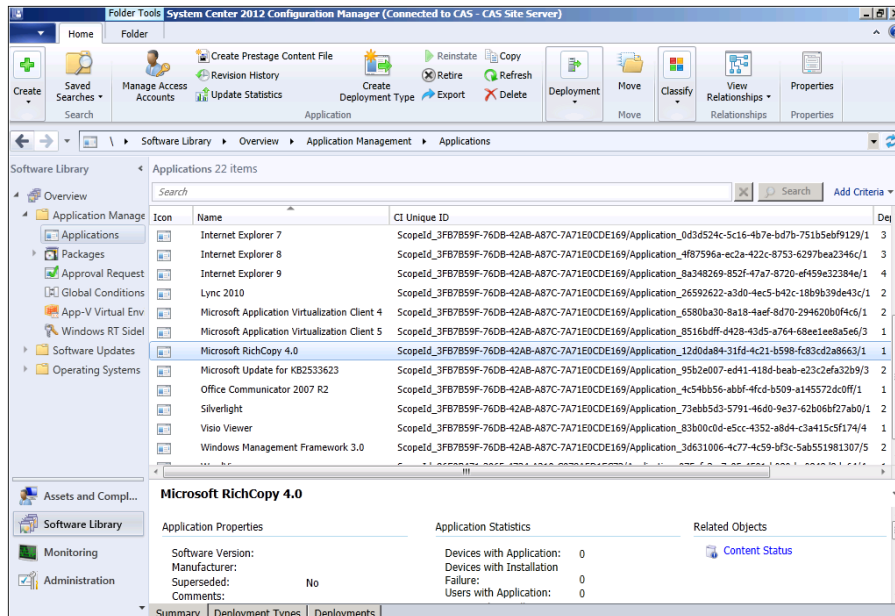 Folder Tools System Center 2012 Configuration Manager (Connected to CAS - CAS Site Server)
Home Folder
Create
Saved Searches
Search
Manage Access Accounts
Create Prestage Content File
Revision History
Update Statistics
Create Deployment Type
Reinstate
Retire
Export
Copy
Refresh
Delete
Application
Deployment
Move
Move
Classify
View Relationships
Relationships
Properties
Properties
\ Software Library Overview Application Management Applications
Software Library
Overview
Application Manage
Applications
Packages
Approval Request
Global Conditions
App-V Virtual Env
Windows RT Sidel
Software Updates
Operating Systems
Assets and Compl...
Software Library
Monitoring
Administration
Applications 22 items
Search Search Add Criteria
Icon Name CI Unique ID
Internet Explorer 7 ScopeId_3FB7B59F-76DB-42AB-A87C-7A71E0CDE169/Application_0d3d524c-5c16-4b7e-bd7b-751b5ebf9129/1 3
Internet Explorer 8 ScopeId_3FB7B59F-76DB-42AB-A87C-7A71E0CDE169/Application_4f87596a-ec2a-422c-8753-6297bea2346c/1 3
Internet Explorer 9 ScopeId_3FB7B59F-76DB-42AB-A87C-7A71E0CDE169/Application_8a348269-852f-47a7-8720-ef459e32384e/1 4
Lync 2010 ScopeId_3FB7B59F-76DB-42AB-A87C-7A71E0CDE169/Application_26592622-a3d0-4ec5-b42c-18b9b39de43c/1 2
Microsoft Application Virtualization Client 4 ScopeId_3FB7B59F-76DB-42AB-A87C-7A71E0CDE169/Application_6580ba30-8a18-4aef-8d70-294620b0f4c6/1 2
Microsoft Application Virtualization Client 5 ScopeId_3FB7B59F-76DB-42AB-A87C-7A71E0CDE169/Application_8516bdff-d428-43d5-a764-68ee1ee8a5e6/3 1
Microsoft RichCopy 4.0 ScopeId_3FB7B59F-76DB-42AB-A87C-7A71E0CDE169/Application_12d0da84-31fd-4c21-b598-fc83cd2a8663/1 1
Microsoft Update for KB2533623 ScopeId_3FB7B59F-76DB-42AB-A87C-7A71E0CDE169/Application_95b2e007-ed41-418d-beab-e23c2efa32b9/3 2
Office Communicator 2007 R2 ScopeId_3FB7B59F-76DB-42AB-A87C-7A71E0CDE169/Application_4c54bb56-abbf-4fcd-b509-a145572dc0ff/1 1
Silverlight ScopeId_3FB7B59F-76DB-42AB-A87C-7A71E0CDE169/Application_73ebb5d3-5791-46d0-9e37-62b06bf27ab0/1 2
Visio Viewer ScopeId_3FB7B59F-76DB-42AB-A87C-7A71E0CDE169/Application_83b00c0d-e5cc-4352-a8d4-c3a415c5f174/4 1
Windows Management Framework 3.0 ScopeId_3FB7B59F-76DB-42AB-A87C-7A71E0CDE169/Application_3d631006-4c77-4c59-bf3c-5ab551981307/5 2
Microsoft RichCopy 4.0
Application Properties
Software Version:
Manufacturer:
Superseded: No
Comments:
Application Statistics
Devices with Application: 0
Devices with Installation
Failure: 0
Users with Application: 0
Related Objects
Content Status
Summary Deployment Types Deployments